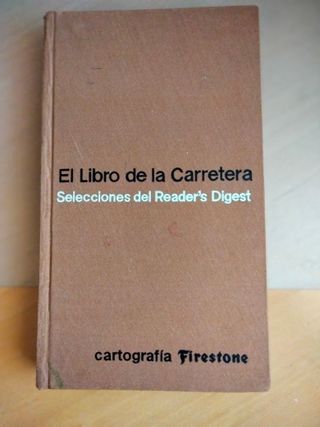 El Libro de la Carretera
Selecciones del Reader's Digest
cartografía Firestone